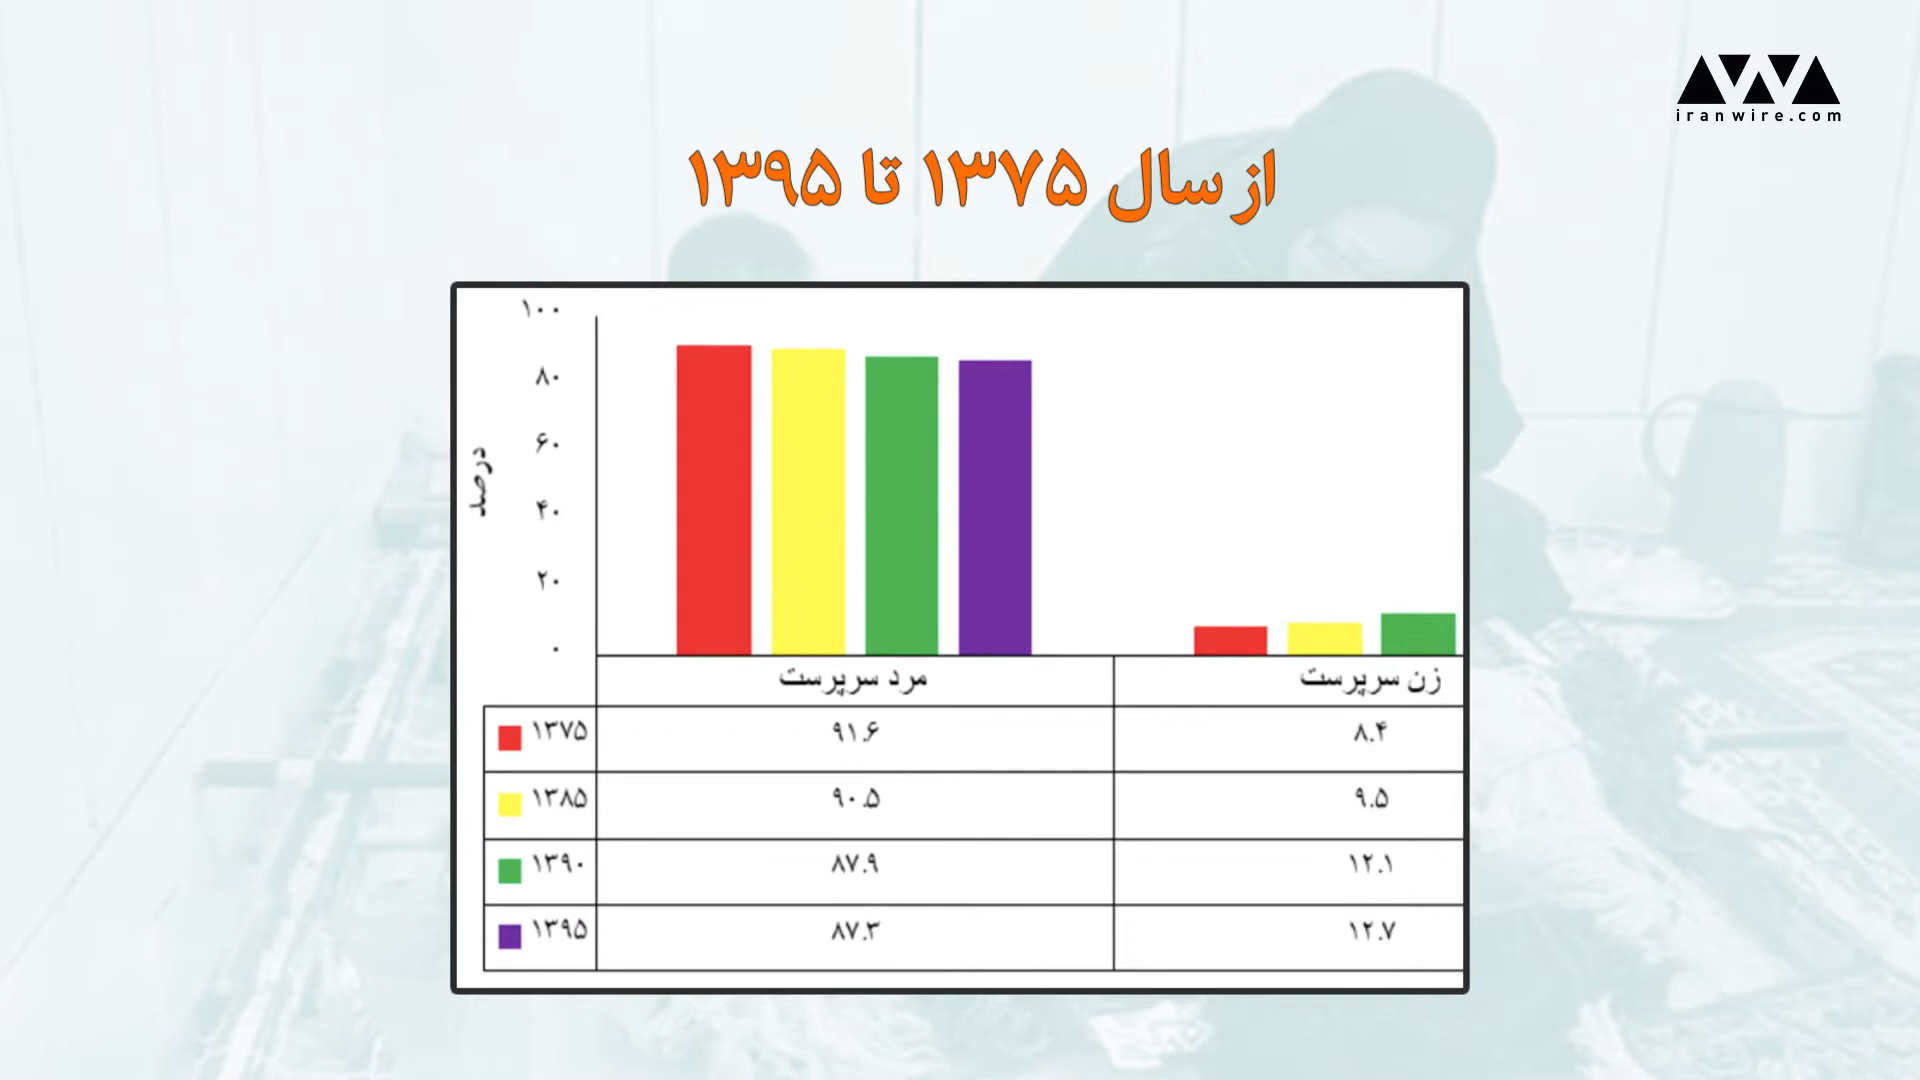 iranwire.com
از سال ۱۳۷۵ تا ۱۳۹۵
۱۰۰
۸۰
۶۰
۴۰
۲۰
۰
درصد
مرد سرپرست زن سرپرست
۱۳۷۵ ۹۱.۶ ۸.۴
۱۳۸۵ ۹۰.۵ ۹.۵
۱۳۹۰ ۸۷.۹ ۱۲.۱
۱۳۹۵ ۸۷.۳ ۱۲.۷